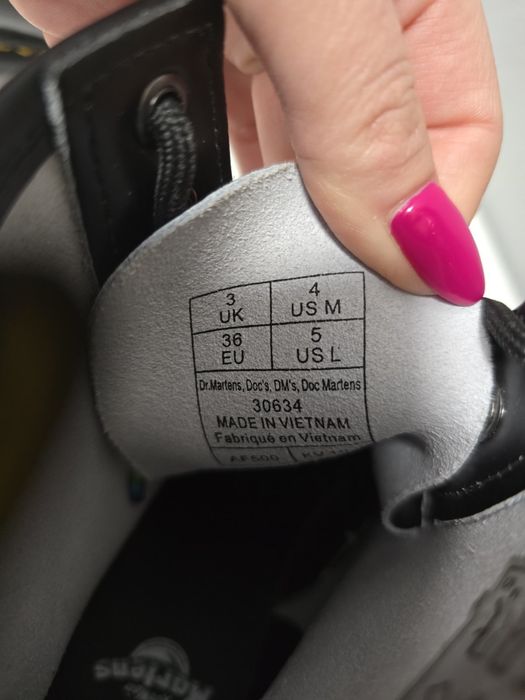 3 UK 4 US M
36 EU 5 US L
Dr.Martens, Doc's, DM's, Doc Martens
30634
MADE IN VIETNAM
Fabriqué en Vietnam
Martens